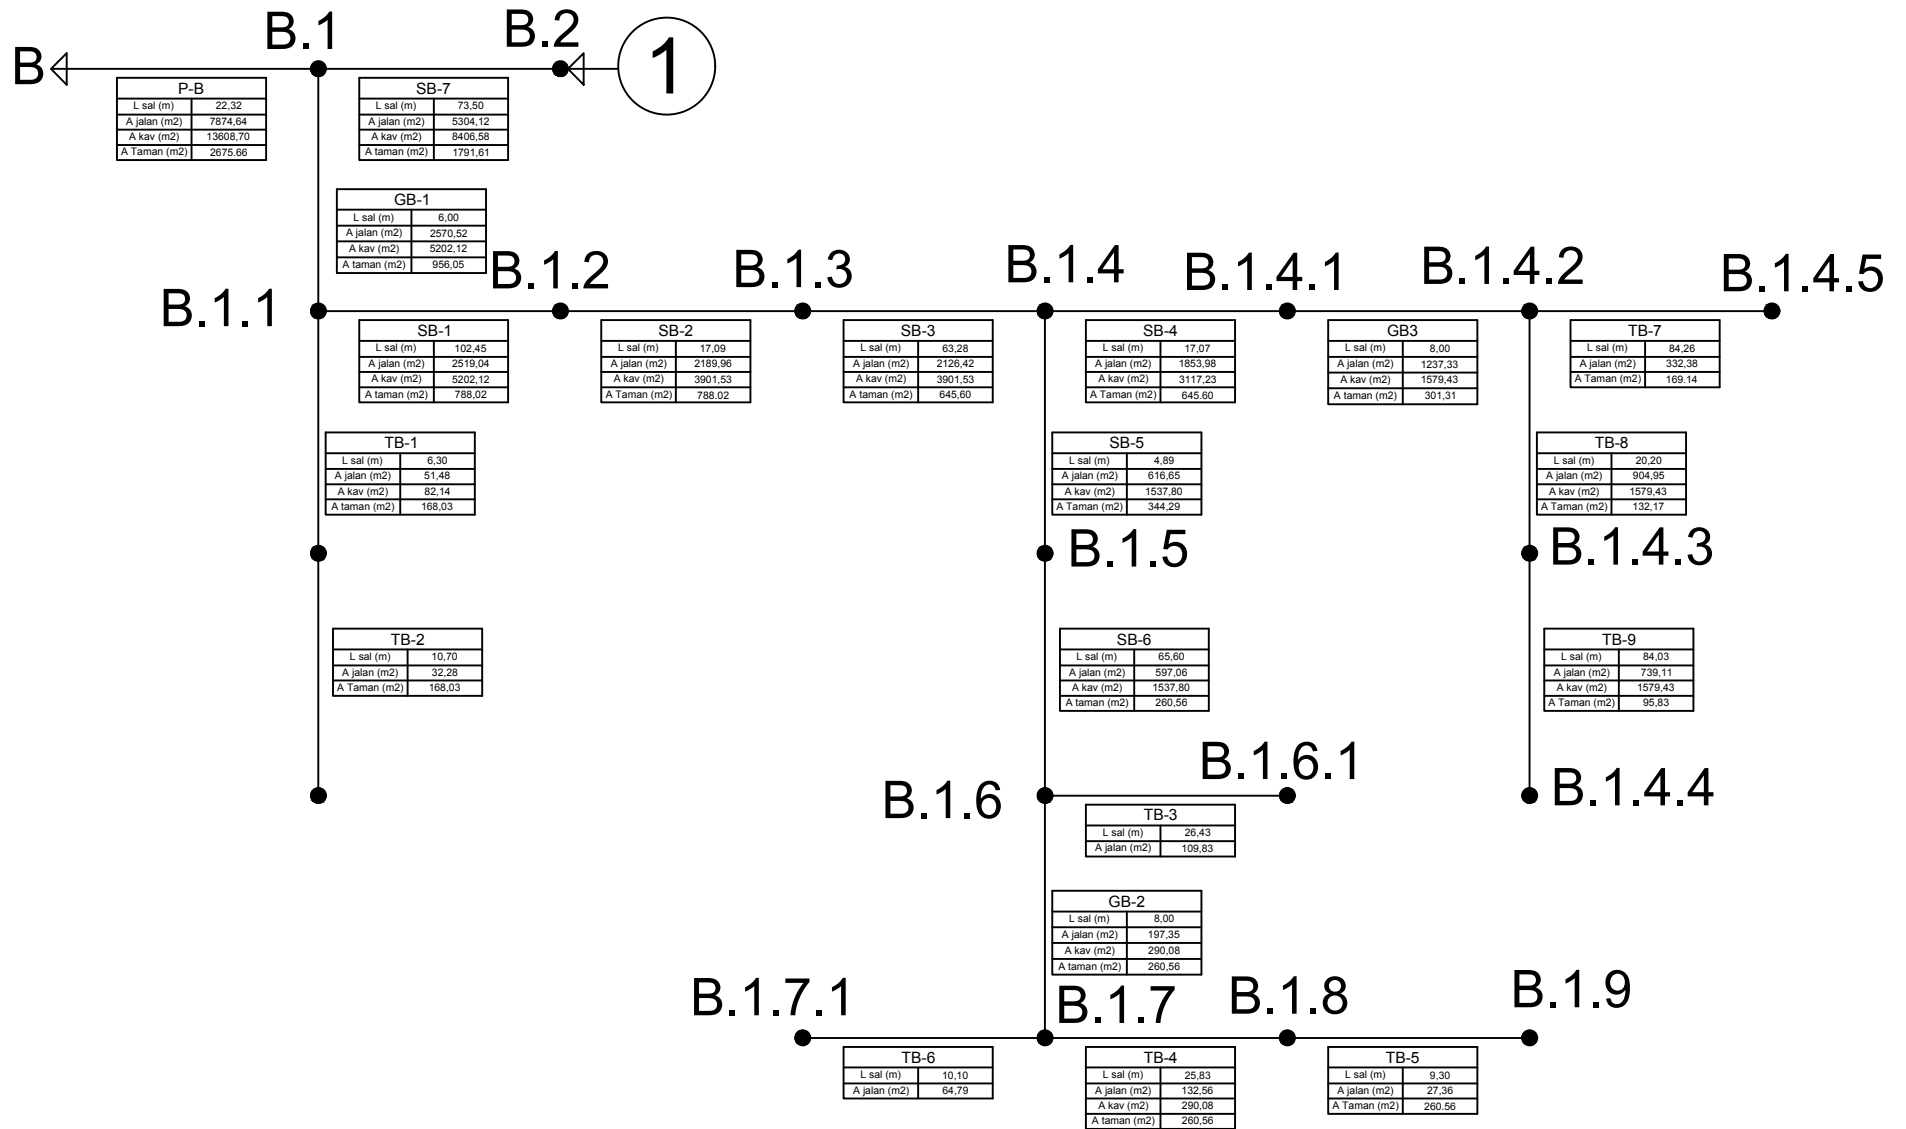 B
B.1
B.2
1
P-B
L sal (m) 22,32
A jalan (m2) 7874,64
A kav (m2) 13608,70
A Taman (m2) 2675.66
SB-7
L sal (m) 73,50
A jalan (m2) 5304,12
A kav (m2) 8406,58
A taman (m2) 1791,61
GB-1
L sal (m) 6,00
A jalan (m2) 2570,52
A kav (m2) 5202,12
A taman (m2) 956,05
B.1.1
B.1.2
B.1.3
B.1.4
B.1.4.1
B.1.4.2
B.1.4.5
SB-1
L sal (m) 102,45
A jalan (m2) 2519,04
A kav (m2) 5202,12
A taman (m2) 788,02
SB-2
L sal (m) 17,09
A jalan (m2) 2189,96
A kav (m2) 3901,53
A Taman (m2) 788.02
SB-3
L sal (m) 63,28
A jalan (m2) 2126,42
A kav (m2) 3901,53
A taman (m2) 645,60
SB-4
L sal (m) 17,07
A jalan (m2) 1853,98
A kav (m2) 3117,23
A Taman (m2) 645.60
GB3
L sal (m) 8,00
A jalan (m2) 1237,33
A kav (m2) 1579,43
A taman (m2) 301,31
TB-7
L sal (m) 84,26
A jalan (m2) 332,38
A Taman (m2) 169.14
TB-1
L sal (m) 6,30
A jalan (m2) 51,48
A kav (m2) 82,14
A taman (m2) 168,03
SB-5
L sal (m) 4,89
A jalan (m2) 616,65
A kav (m2) 1537,80
A Taman (m2) 344,29
TB-8
L sal (m) 20,20
A jalan (m2) 904,95
A kav (m2) 1579,43
A taman (m2) 132,17
B.1.5
B.1.4.3
TB-2
L sal (m) 10,70
A jalan (m2) 32,28
A Taman (m2) 168,03
SB-6
L sal (m) 65,60
A jalan (m2) 597,06
A kav (m2) 1537,80
A taman (m2) 260,56
TB-9
L sal (m) 84,03
A jalan (m2) 739,11
A kav (m2) 1579,43
A Taman (m2) 95,83
B.1.6
B.1.6.1
B.1.4.4
TB-3
L sal (m) 26,43
A jalan (m2) 109,83
GB-2
L sal (m) 8,00
A jalan (m2) 197,35
A kav (m2) 290,08
A taman (m2) 260,56
B.1.7.1
B.1.7
B.1.8
B.1.9
TB-6
L sal (m) 10,10
A jalan (m2) 64,79
TB-4
L sal (m) 25,83
A jalan (m2) 132,56
A kav (m2) 290,08
A taman (m2) 260,56
TB-5
L sal (m) 9,30
A jalan (m2) 27,36
A Taman (m2) 260.56